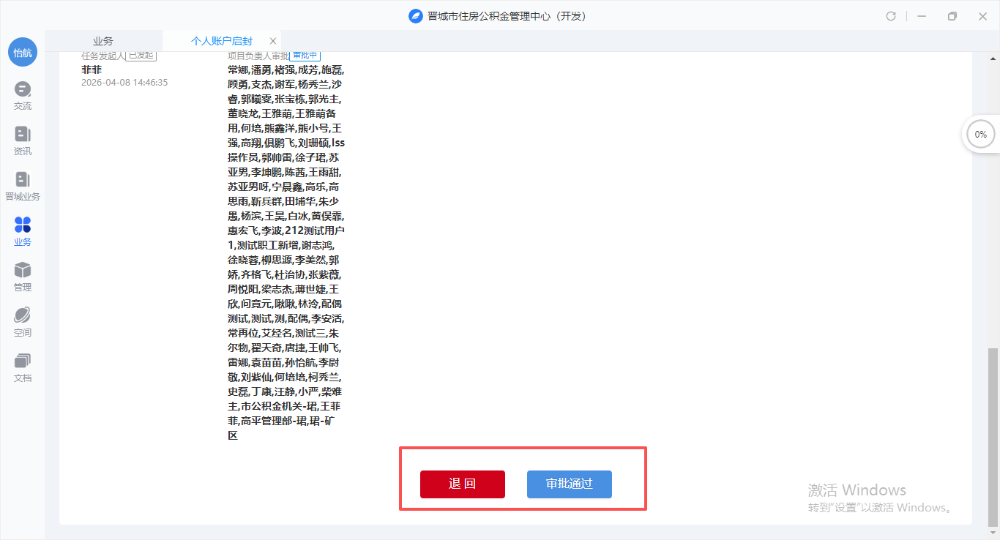 晋城市住房公积金管理中心（开发）
业务
个人账户启封
怡航
交流
资讯
晋城业务
业务
管理
空间
文档
任务发起人 已发起
菲菲
2026-04-08 14:46:35
项目负责人审批 审批中
常娜,潘勇,褚强,成芳,施磊,
顾勇,支杰,谢军,杨秀兰,沙
睿,郭曦雯,张宝栋,郭光主,
董晓龙,王雅萌,王雅萌备
用,何培,熊鑫洋,熊小号,王
强,高翔,俱鹏飞,刘珊硕,lss
操作员,郭帅雷,徐子珺,苏
亚男,李坤鹏,陈茜,王雨甜,
苏亚男呀,宁晨鑫,高乐,高
思雨,靳兵群,田埔华,朱少
愚,杨滨,王昊,白冰,黄俣霏,
惠宏飞,李波,212测试用户
1,测试职工新增,谢志鸿,
徐晓蓉,柳思源,李美然,郭
娇,齐格飞,杜治协,张紫薇,
周悦阳,梁志杰,薄世婕,王
欣,问竟元,啾啾,林泠,配偶
测试,测试,测,配偶,李安活,
常再位,艾经名,测试三,朱
尔物,翟天奇,唐捷,王帅飞,
雷娜,袁苗苗,孙怡航,李尉
敬,刘紫仙,何培培,柯秀兰,
史磊,丁康,汪静,小严,柴难
主,市公积金机关-珺,王菲
菲,高平管理部-珺,珺-矿
区
0%
退 回
审批通过
激活 Windows
转到“设置”以激活 Windows。